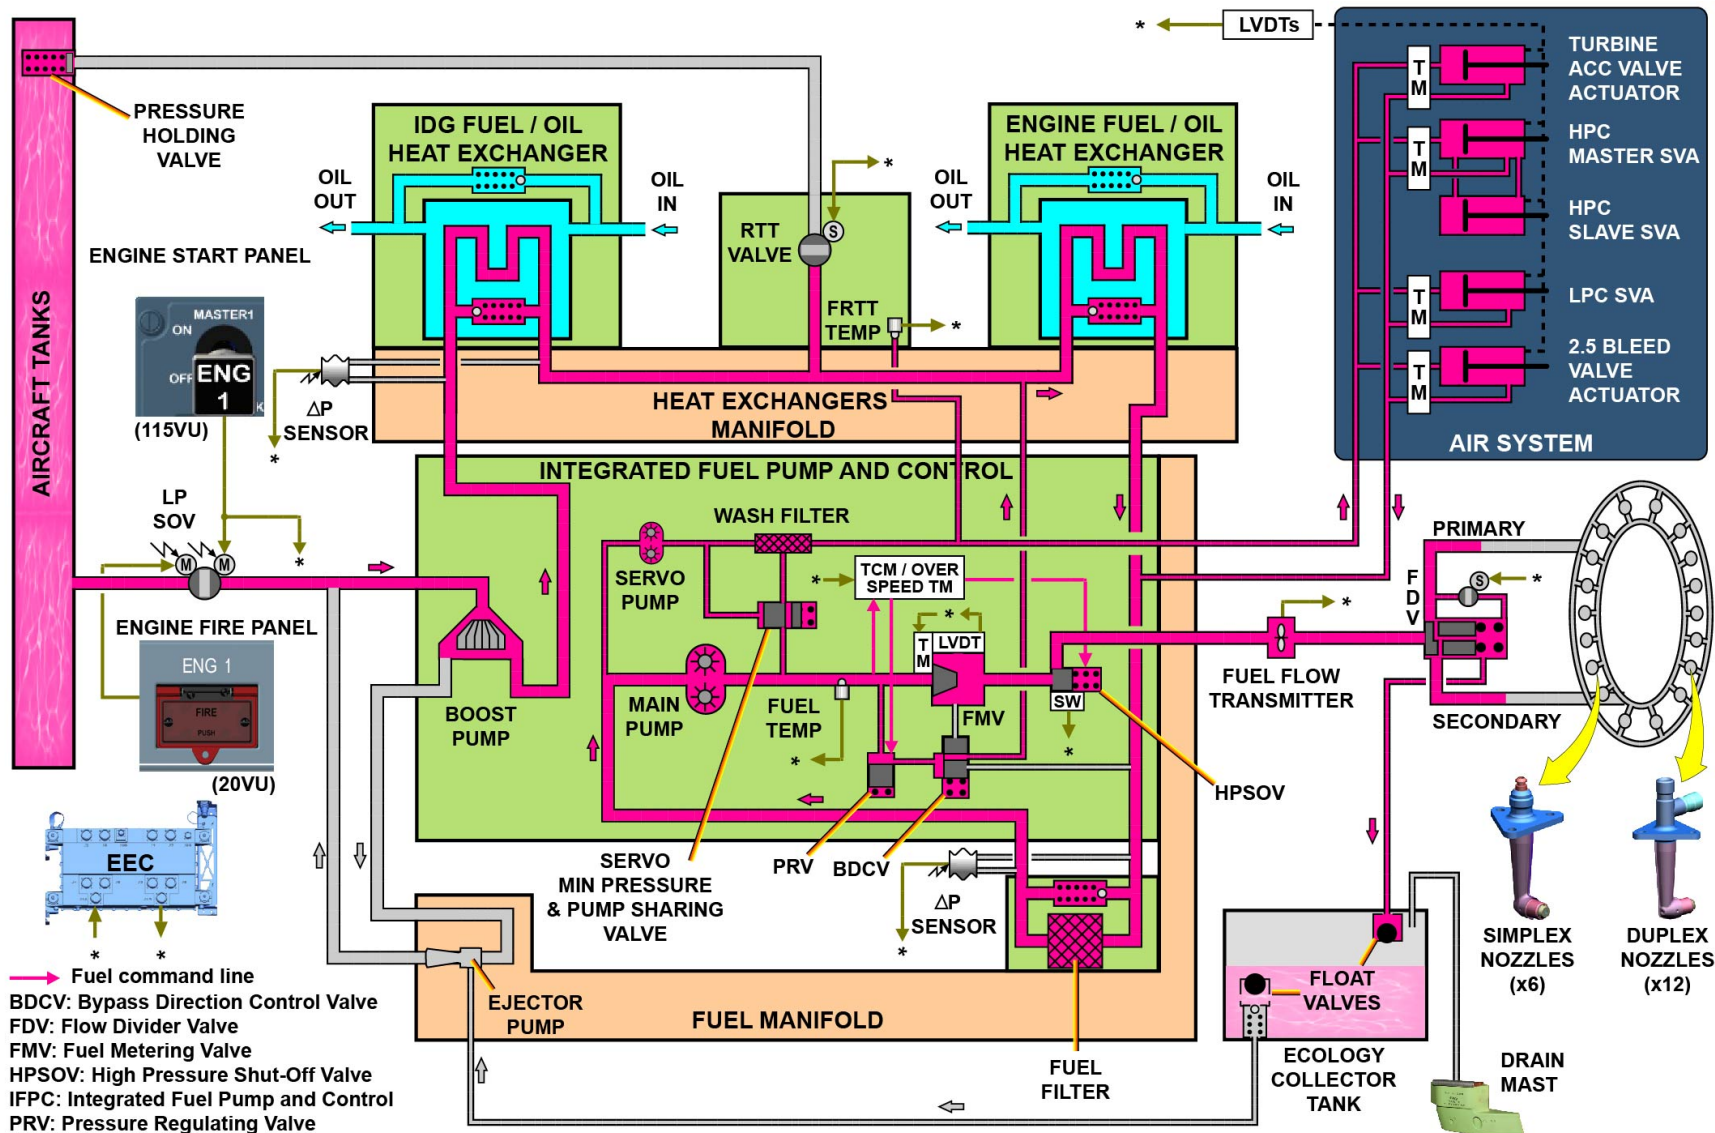 * LVDTs
PRESSURE
HOLDING
VALVE
IDG FUEL / OIL
HEAT EXCHANGER
OIL
OUT
OIL
IN
RTT
VALVE
S
*
FRTT
TEMP
*
ENGINE FUEL / OIL
HEAT EXCHANGER
OIL
OUT
OIL
IN
TM
TURBINE
ACC VALVE
ACTUATOR
TM
HPC
MASTER SVA
HPC
SLAVE SVA
TM
LPC SVA
TM
2.5 BLEED
VALVE
ACTUATOR
AIR SYSTEM
AIRCRAFT TANKS
ENGINE START PANEL
MASTER1
ON
OFF
ENG
1
K
(115VU)
ΔP
SENSOR
*
HEAT EXCHANGERS
MANIFOLD
LP
SOV
M
M
*
ENGINE FIRE PANEL
ENG 1
FIRE
PUSH
(20VU)
INTEGRATED FUEL PUMP AND CONTROL
WASH FILTER
SERVO
PUMP
* TCM / OVER
SPEED TM
*
TM
LVDT
FMV
BOOST
PUMP
MAIN
PUMP
FUEL
TEMP
*
SW
*
HPSOV
*
FUEL FLOW
TRANSMITTER
PRIMARY
FDV
S
*
SECONDARY
SERVO
MIN PRESSURE
& PUMP SHARING
VALVE
PRV
BDCV
ΔP
SENSOR
*
EEC
* *
EJECTOR
PUMP
FUEL MANIFOLD
FUEL
FILTER
FLOAT
VALVES
ECOLOGY
COLLECTOR
TANK
DRAIN
MAST
SIMPLEX
NOZZLES
(x6)
DUPLEX
NOZZLES
(x12)
Fuel command line
BDCV: Bypass Direction Control Valve
FDV: Flow Divider Valve
FMV: Fuel Metering Valve
HPSOV: High Pressure Shut-Off Valve
IFPC: Integrated Fuel Pump and Control
PRV: Pressure Regulating Valve